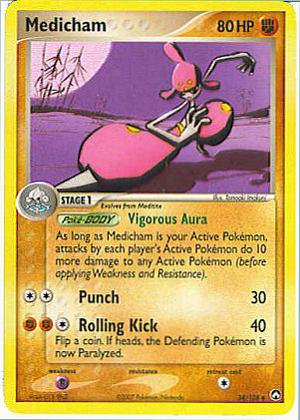 Medicham 80 HP
Illus. Tomoaki Imakuni
STAGE 1 Evolves from Meditite
Poké-BODY Vigorous Aura
As long as Medicham is your Active Pokémon,
attacks by each player's Active Pokémon do 10
more damage to any Active Pokémon (before
applying Weakness and Resistance).
Punch 30
Rolling Kick 40
Flip a coin. If heads, the Defending Pokémon is
now Paralyzed.
weakness resistance retreat cost
©2007 Pokémon/Nintendo